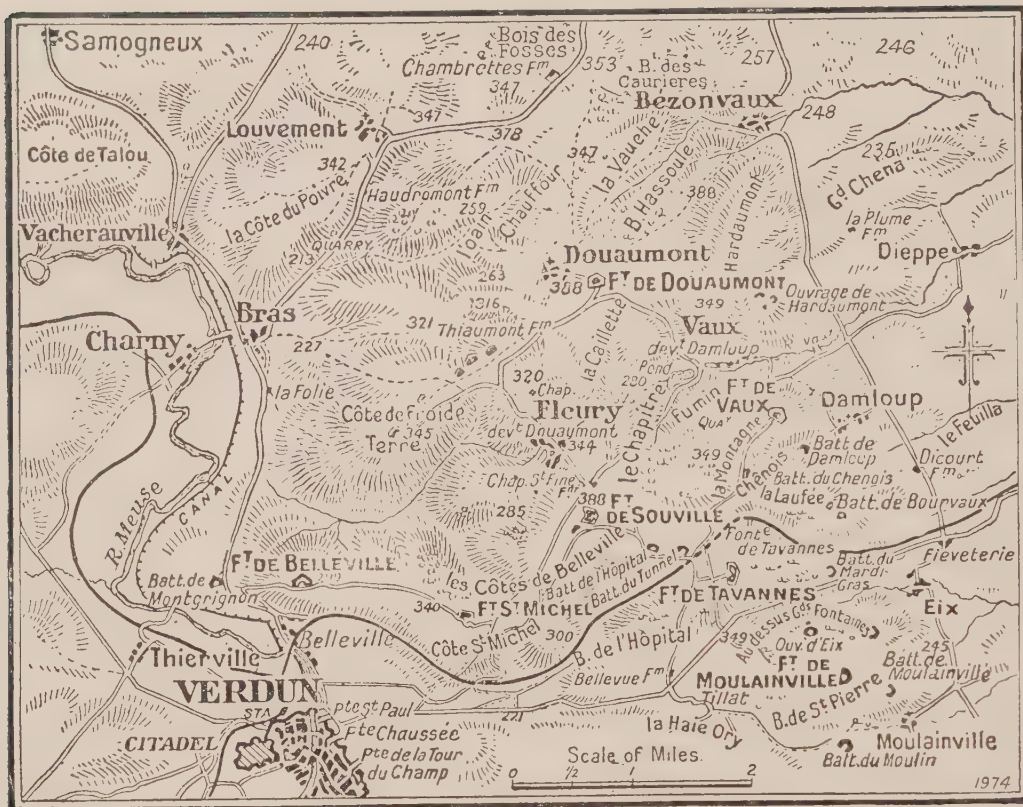 Samogneux
240
Bois des
Fosses
Chambrettes Fm
347
353
B. des
Caurieres
257
246
Bezonvaux
248
Louvement
347
378
Côte de Talou
342
la Côte du Poivre
Haudromont Fm
259
347
la Vauche
B. Hassoule
388
Hardaumont
235
Gd Chena
la Plume
Fm
Dieppe
Vacherauville
QUARRY
213
Chauffour
263
Douaumont
388
FT DE DOUAUMONT
349
Ouvrage de
Hardaumont
Bras
316
321
Thiaumont Fm
Vaux
devt Damloup
Charny
227
la Caillette
Pond
290
320
Chap.
la Folie
Côte de Froide
Terre
345
Fleury
devt Douaumont
344
le Chapitre
Fumin
FT DE
VAUX
QUAY
Damloup
le Feuilla
Batt. de
Damloup
Dicourt
Fm
Chap. Ste Fine
349
la Montagne
Chenois
Batt. du Chenois
la Laufée
Batt. de Bourvaux
388
FT
DE SOUVILLE
285
R. Meuse
CANAL
Font e
de Tavannes
Fieveterie
FT DE BELLEVILLE
Batt. de
Montgrignon
les
Côtes de Belleville
Batt. de l'Hôpital
Batt. du Tunnel
FT DE TAVANNES
Batt. du
Mardi-
Gras
Eix
340
FT ST MICHEL
Côte St Michel
300
B. de l'Hôpital
349
Au dessus Gds Fontaines
Ouv. d'Eix
245
Batt. de
Moulainville
Thierville
Belleville
VERDUN
Bellevue Fm
FT DE
MOULAINVILLE
Tillat
B. de St Pierre
STA
pte St Paul
221
la Haie Ory
Moulainville
Batt. du Moulin
CITADEL
Pte Chaussée
Pte de la Tour
du Champ
Scale of Miles.
0 1/2 1 2
1974